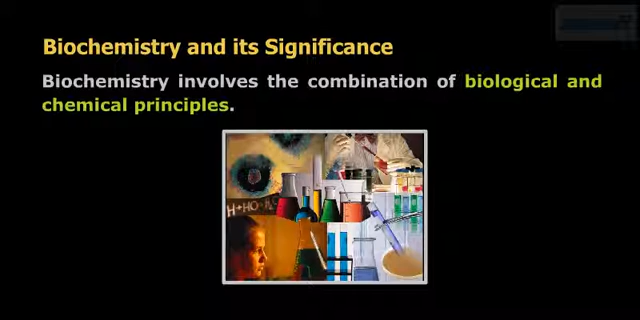 Biochemistry and its Significance
Biochemistry involves the combination of biological and
chemical principles.